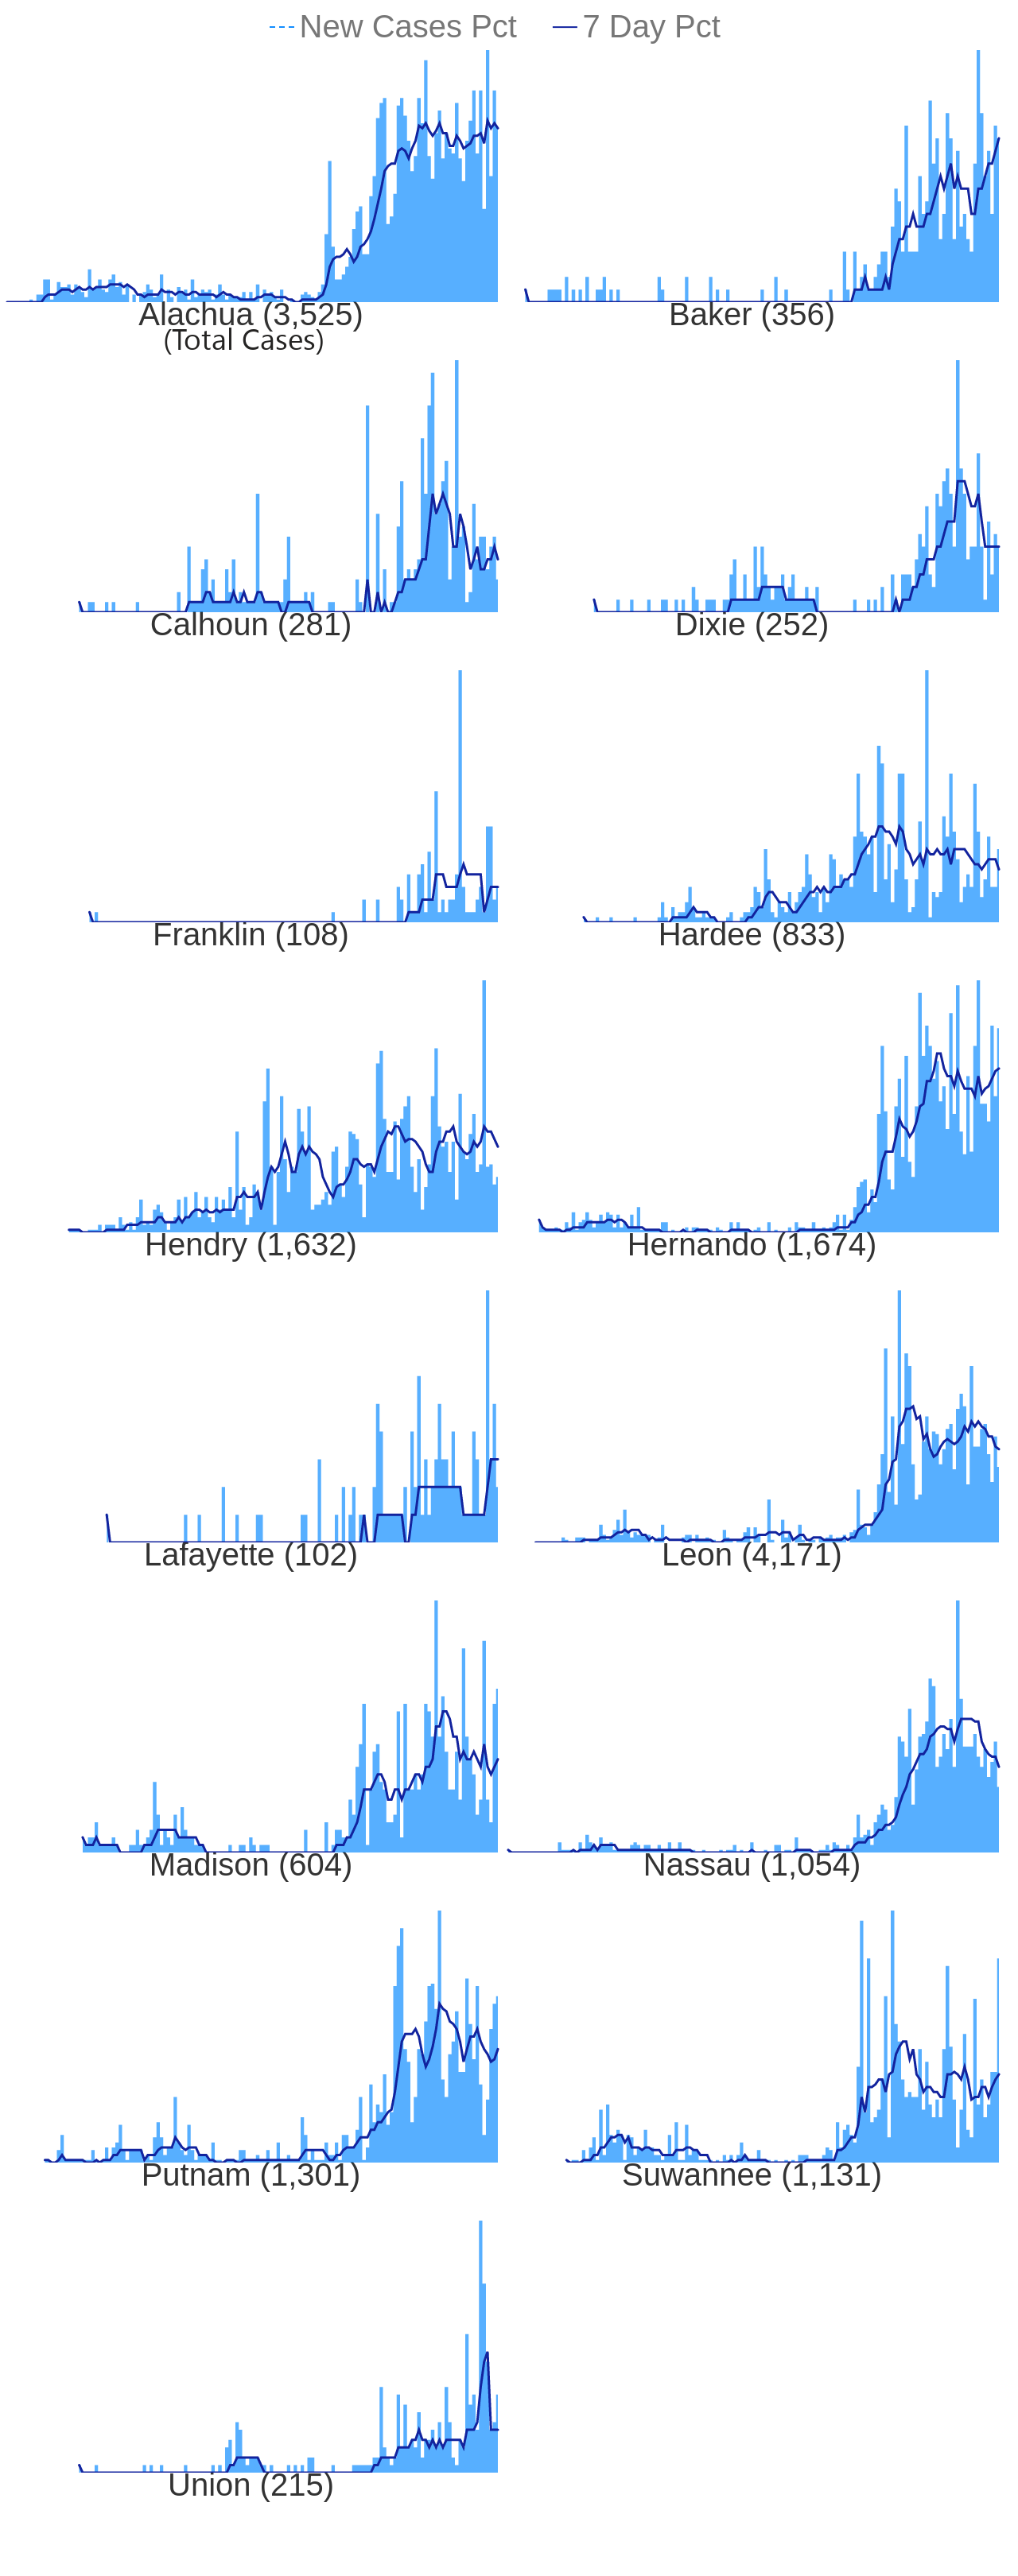 New Cases Pct 7 Day Pct
Alachua (3,525) Baker (356)
(Total Cases)
Calhoun (281) Dixie (252)
Franklin (108) Hardee (833)
Hendry (1,632) Hernando (1,674)
Lafayette (102) Leon (4,171)
Madison (604) Nassau (1,054)
Putnam (1,301) Suwannee (1,131)
Union (215)